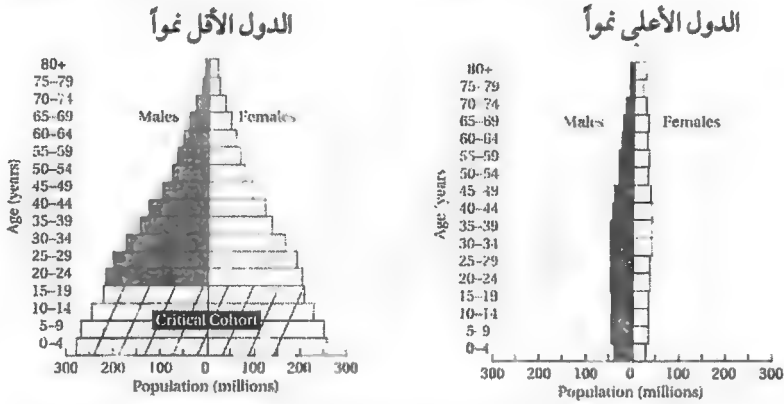 الدول الأقل نمواً
80+
75-79
70-74
65-69
60-64
55-59
50-54
45-49
40-44
35-39
30-34
25-29
20-24
15-19
10-14
5-9
0-4
Age (years)
Males
Females
Critical Cohort
300 200 100 0 100 200 300
Population (millions)
الدول الأعلى نمواً
80+
75-79
70-74
65-69
60-64
55-59
50-54
45-49
40-44
35-39
30-34
25-29
20-24
15-19
10-14
5-9
0-4
Age (years
Males
Females
300 200 100 0 100 200 300
Population (millions)